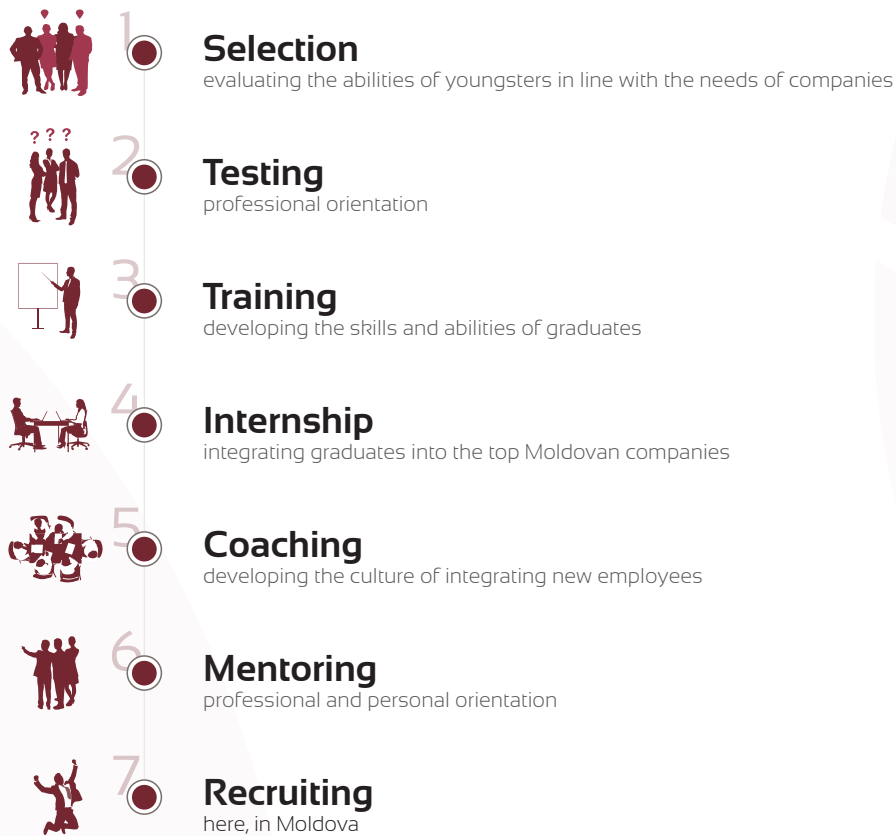 1
Selection
evaluating the abilities of youngsters in line with the needs of companies
? ? ?
2
Testing
professional orientation
3
Training
developing the skills and abilities of graduates
4
Internship
integrating graduates into the top Moldovan companies
5
Coaching
developing the culture of integrating new employees
6
Mentoring
professional and personal orientation
7
Recruiting
here, in Moldova